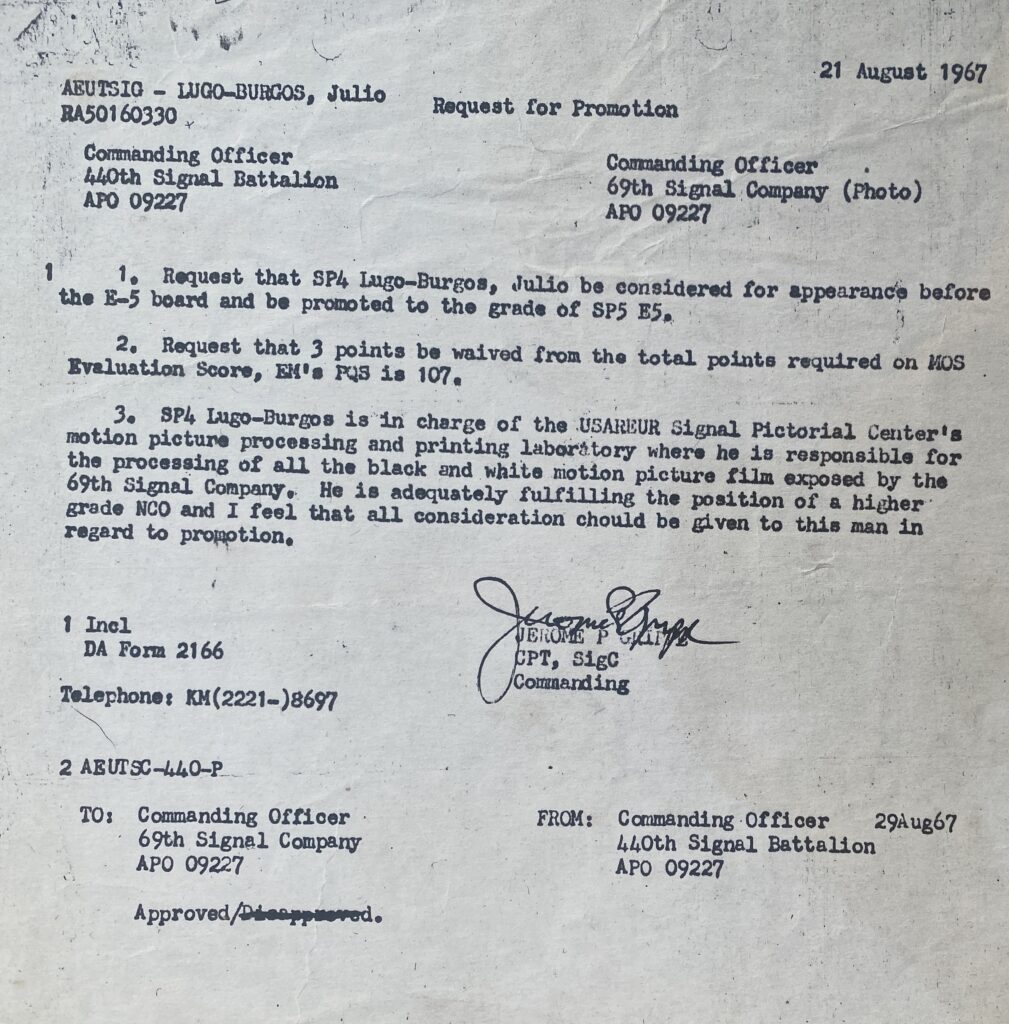 21 August 1967
AEUTSIG - LUGO-BURGOS, Julio
RA50160330
Request for Promotion
Commanding Officer
440th Signal Battalion
APO 09227
Commanding Officer
69th Signal Company (Photo)
APO 09227
1 1. Request that SP4 Lugo-Burgos, Julio be considered for appearance before
the E-5 board and be promoted to the grade of SP5 E5.
2. Request that 3 points be waived from the total points required on MOS
Evaluation Score, EM's PQS is 107.
3. SP4 Lugo-Burgos is in charge of the USAREUR Signal Pictorial Center's
motion picture processing and printing laboratory where he is responsible for
the processing of all the black and white motion picture film exposed by the
69th Signal Company. He is adequately fulfilling the position of a higher
grade NCO and I feel that all consideration chould be given to this man in
regard to promotion.
1 Incl
DA Form 2166
Telephone: KM(2221-)8697
JEROME P
CPT, SigC
Commanding
2 AEUTSC-440-P
TO: Commanding Officer
69th Signal Company
APO 09227
FROM: Commanding Officer 29Aug67
440th Signal Battalion
APO 09227
Approved/Disapproved.